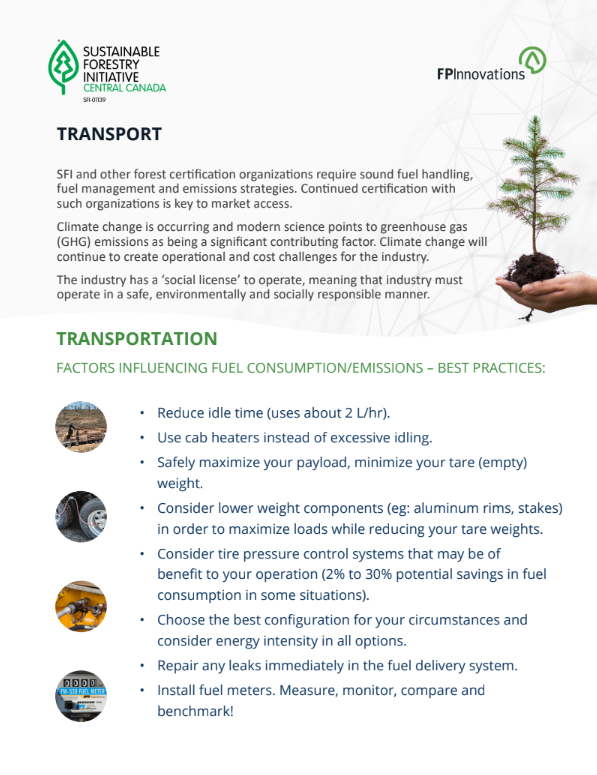 SUSTAINABLE
FORESTRY
INITIATIVE
CENTRAL CANADA
SFI-01139
FPInnovations
TRANSPORT
SFI and other forest certification organizations require sound fuel handling,
fuel management and emissions strategies. Continued certification with
such organizations is key to market access.
Climate change is occurring and modern science points to greenhouse gas
(GHG) emissions as being a significant contributing factor. Climate change will
continue to create operational and cost challenges for the industry.
The industry has a ‘social license’ to operate, meaning that industry must
operate in a safe, environmentally and socially responsible manner.
TRANSPORTATION
FACTORS INFLUENCING FUEL CONSUMPTION/EMISSIONS – BEST PRACTICES:
• Reduce idle time (uses about 2 L/hr).
• Use cab heaters instead of excessive idling.
• Safely maximize your payload, minimize your tare (empty)
weight.
• Consider lower weight components (eg: aluminum rims, stakes)
in order to maximize loads while reducing your tare weights.
• Consider tire pressure control systems that may be of
benefit to your operation (2% to 30% potential savings in fuel
consumption in some situations).
• Choose the best configuration for your circumstances and
consider energy intensity in all options.
• Repair any leaks immediately in the fuel delivery system.
• Install fuel meters. Measure, monitor, compare and
benchmark!
0000
FUEL METER